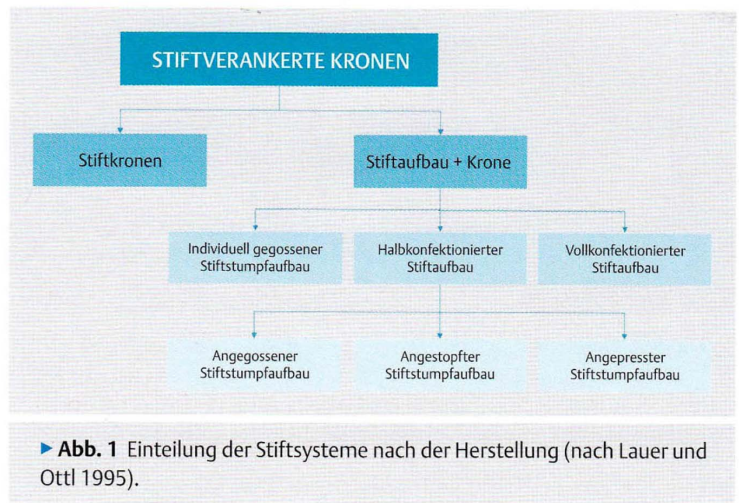 STIFTVERANKERTE KRONEN
Stiftkronen
Stiftaufbau + Krone
Individuell gegossener
Stiftstumpfaufbau
Halbkonfektionierter
Stiftaufbau
Vollkonfektionierter
Stiftaufbau
Angegossener
Stiftstumpfaufbau
Angestopfter
Stiftstumpfaufbau
Angepresster
Stiftstumpfaufbau
▶ Abb. 1 Einteilung der Stiftsysteme nach der Herstellung (nach Lauer und
Ottl 1995).